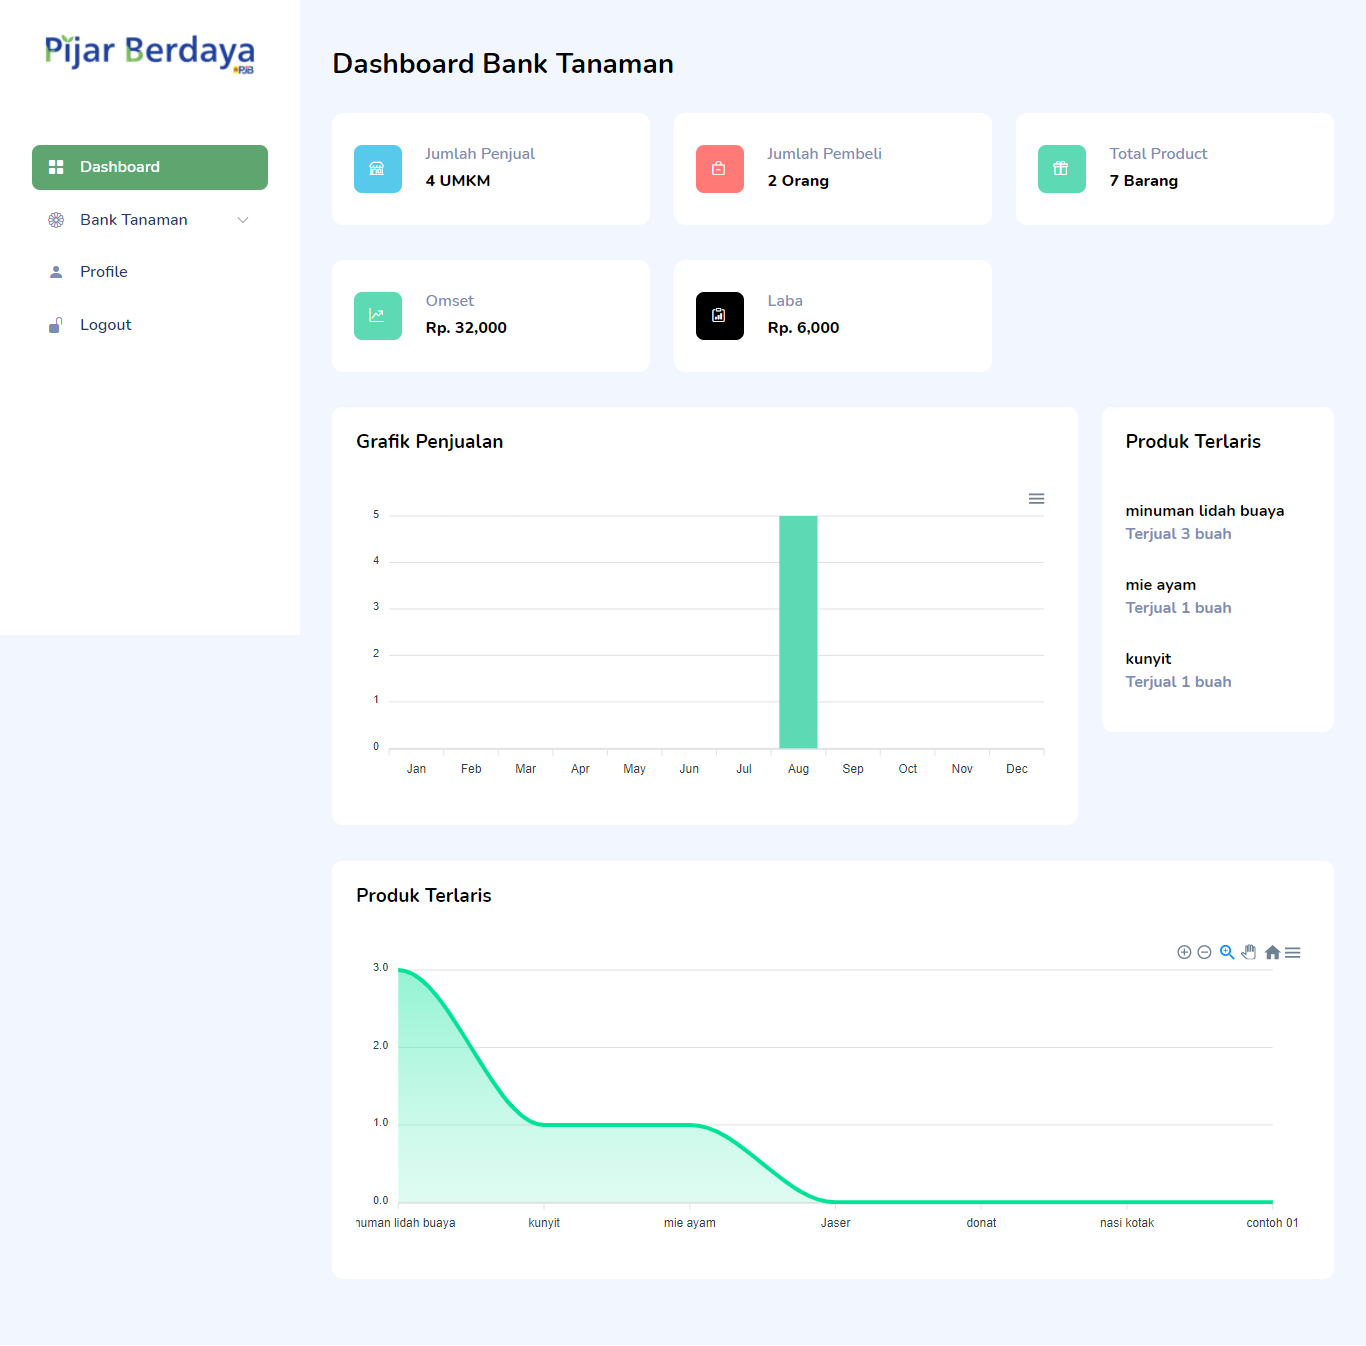 Pijar Berdaya
PJB
Dashboard
Bank Tanaman
Profile
Logout
Dashboard Bank Tanaman
Jumlah Penjual
4 UMKM
Jumlah Pembeli
2 Orang
Total Product
7 Barang
Omset
Rp. 32,000
Laba
Rp. 6,000
Grafik Penjualan
5
4
3
2
1
0
Jan Feb Mar Apr May Jun Jul Aug Sep Oct Nov Dec
Produk Terlaris
minuman lidah buaya
Terjual 3 buah
mie ayam
Terjual 1 buah
kunyit
Terjual 1 buah
Produk Terlaris
3.0
2.0
1.0
0.0
numan lidah buaya kunyit mie ayam Jaser donat nasi kotak contoh 01